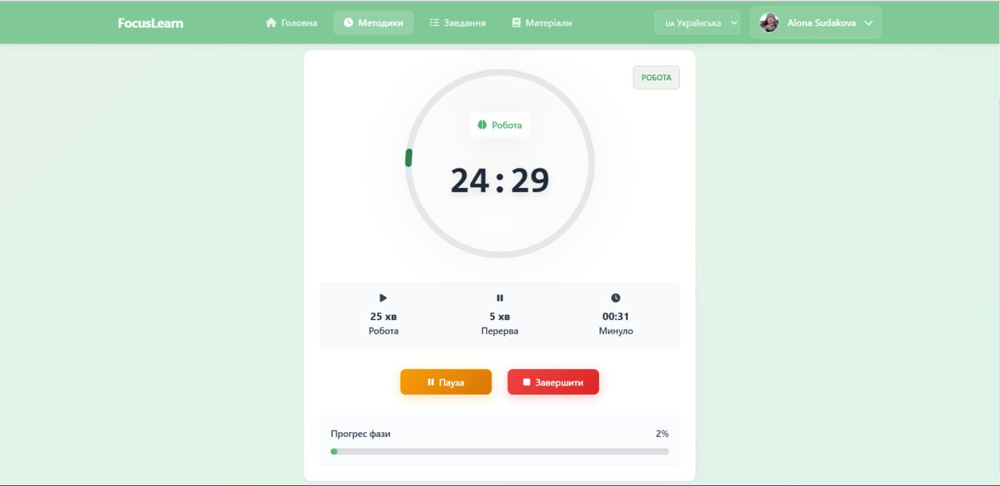 FocusLearn
Головна
Методики
Завдання
Матеріали
UA Українська
Alona Sudakova
РОБОТА
Робота
24:29
25 хв
Робота
5 хв
Перерва
00:31
Минуло
Пауза
Завершити
Прогрес фази
2%